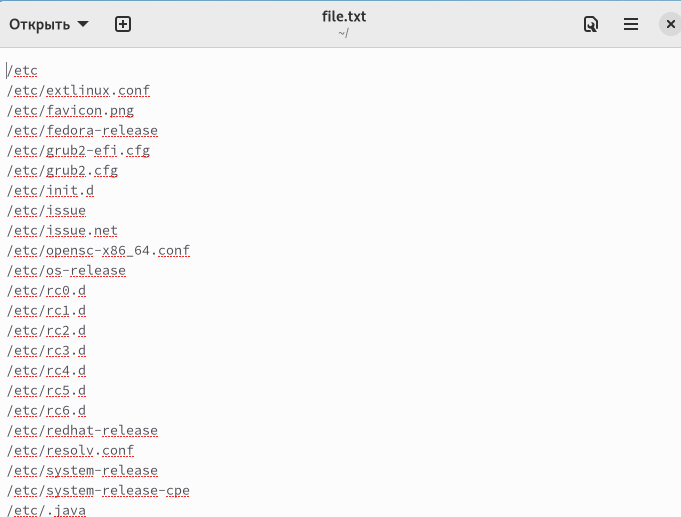 Открыть
file.txt
~/
/etc
/etc/extlinux.conf
/etc/favicon.png
/etc/fedora-release
/etc/grub2-efi.cfg
/etc/grub2.cfg
/etc/init.d
/etc/issue
/etc/issue.net
/etc/opensc-x86_64.conf
/etc/os-release
/etc/rc0.d
/etc/rc1.d
/etc/rc2.d
/etc/rc3.d
/etc/rc4.d
/etc/rc5.d
/etc/rc6.d
/etc/redhat-release
/etc/resolv.conf
/etc/system-release
/etc/system-release-cpe
/etc/.java